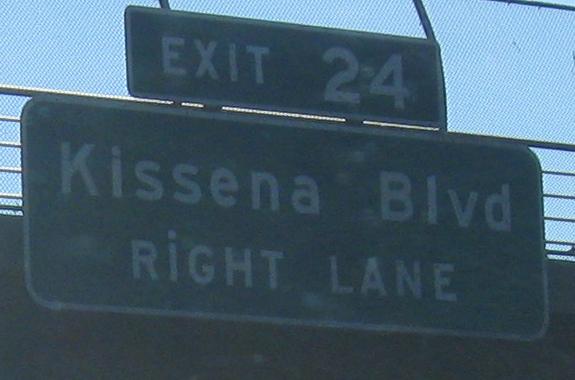 EXIT 24
Kissena Blvd
RiGHT LANE